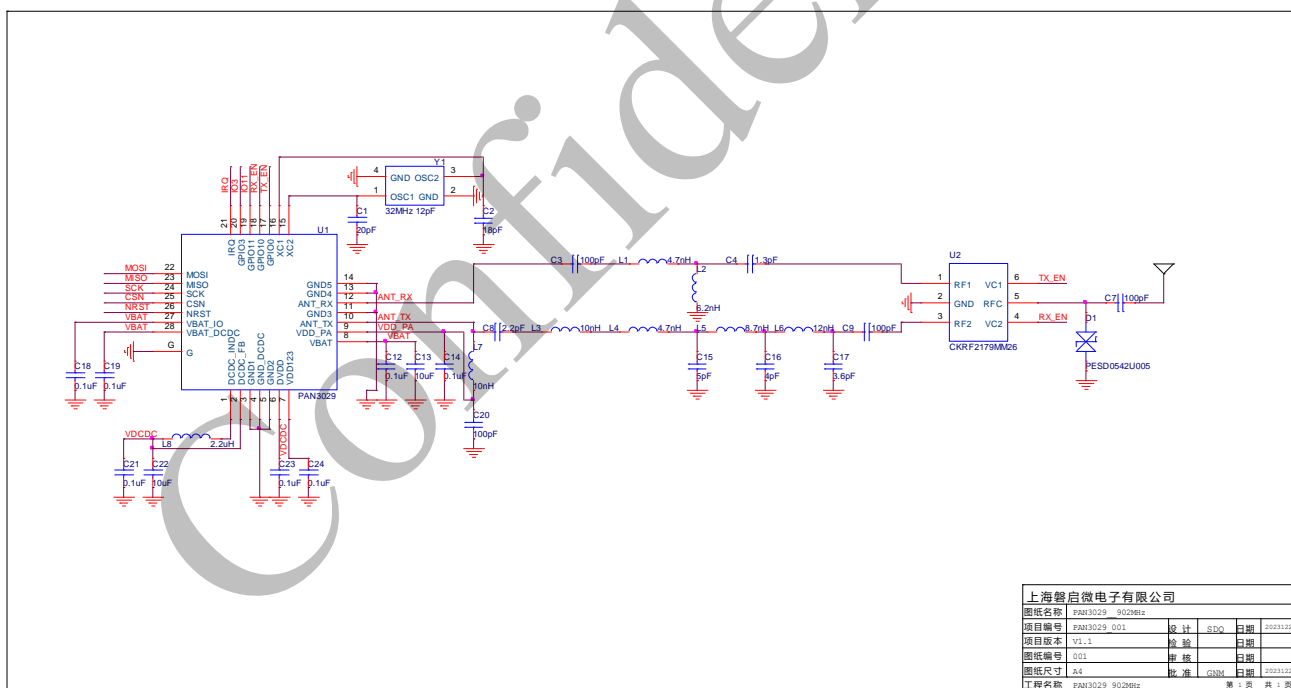 Confiden
Y1
4 GND OSC2 3
1 OSC1 GND 2
32MHz 12pF
C1
20pF
C2
18pF
IRQ
IO3
IO11
RX_EN
TX_EN
21
20
19
18
17
16
15
IRQ
GPIO3
GPIO11
GPIO10
GPIO0
XC1
XC2
U1
MOSI 22 MOSI
MISO 23 MISO
SCK 24 SCK
CSN 25 CSN
NRST 26 NRST
VBAT 27 VBAT_IO
VBAT 28 VBAT_DCDC
G G
GND5 14
GND4 13
ANT_RX 12 ANT_RX
GND3 11
ANT_TX 10 ANT_TX
VDD_PA 9 VDD_PA
VBAT 8 VBAT
PAN3029
DCDC_IND
DCDC_FB
GND1
GND_DCDC
GND2
DVDD
VDD123
1
2
3
4
5
6
7
C18
0.1uF
C19
0.1uF
VDCDC
L8 2.2uH
C21
0.1uF
C22
10uF
VDCDC
C23
0.1uF
C24
0.1uF
C12
0.1uF
C13
10uF
C14
0.1uF
L7
10nH
C20
100pF
C3 100pF L1 4.7nH
L2
6.2nH
C4 1.3pF
C8 2.2pF L3 10nH L4 4.7nH L5 8.7nH L6 12nH C9 100pF
C15
5pF
C16
4pF
C17
3.6pF
U2
1 RF1 VC1 6 TX_EN
2 GND RFC 5
3 RF2 VC2 4 RX_EN
CKRF2179MM26
C7 100pF
D1
PESD0542U005
上海磐启微电子有限公司
图纸名称 PAN3029__902MHz
项目编号 PAN3029_001 设 计 SDQ 日期 20231222
项目版本 V1.1 检 验 日期
图纸编号 001 审 核 日期
图纸尺寸 A4 批 准 GNM 日期 20231222
工程名称 PAN3029_902MHz 第 1 页 共 1 页